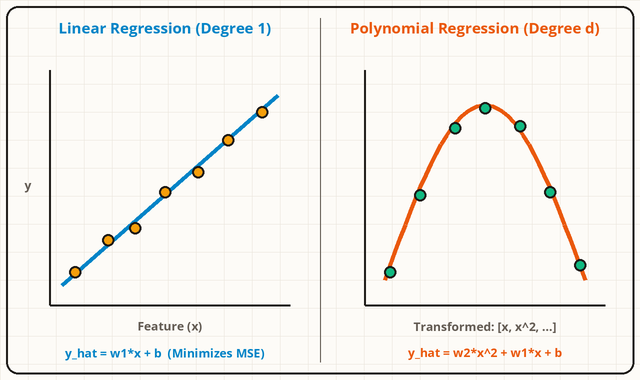 Linear Regression (Degree 1)
y
Feature (x)
y_hat = w1*x + b  (Minimizes MSE)
Polynomial Regression (Degree d)
Transformed: [x, x^2, ...]
y_hat = w2*x^2 + w1*x + b